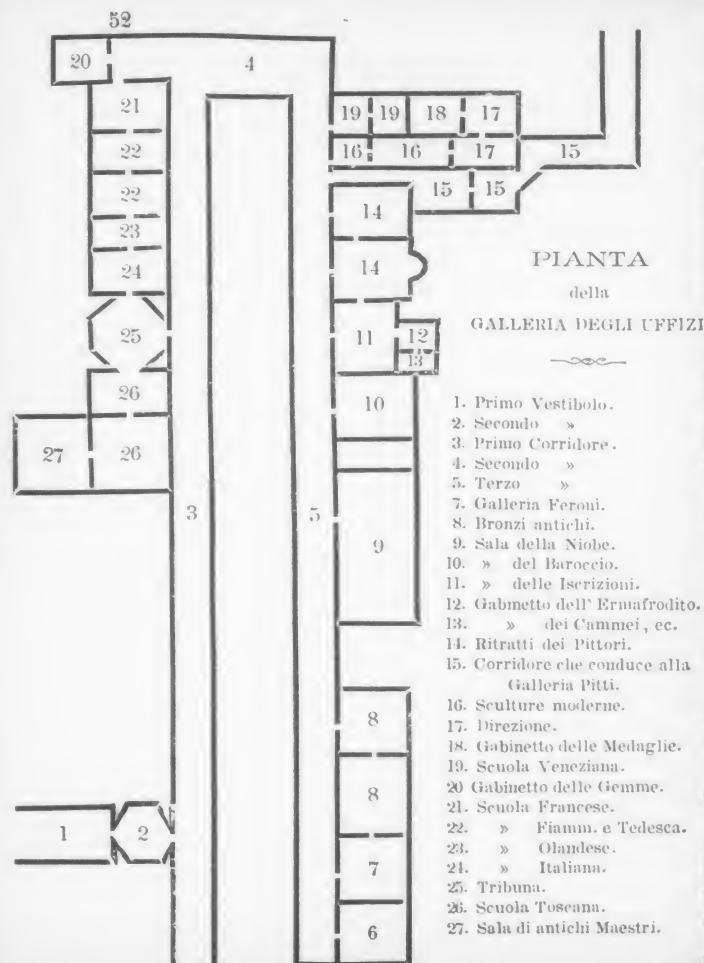 52
20
4
21
19
19
18
17
22
16
16
17
15
22
15
15
14
23
24
14
25
11
12
13
26
10
27
26
3
5
9
8
8
1
2
7
6
PIANTA
della
GALLERIA DEGLI UFFIZI
1. Primo Vestibolo.
2. Secondo »
3. Primo Corridore.
4. Secondo »
5. Terzo »
7. Galleria Feroni.
8. Bronzi antichi.
9. Sala della Niobe.
10. » del Baroccio.
11. » delle Iscrizioni.
12. Gabinetto dell' Ermafrodito.
13. » dei Cammei, ec.
14. Ritratti dei Pittori.
15. Corridore che conduce alla
Galleria Pitti.
16. Sculture moderne.
17. Direzione.
18. Gabinetto delle Medaglie.
19. Scuola Veneziana.
20 Gabinetto delle Gemme.
21. Scuola Francese.
22. » Fiamm. e Tedesca.
23. » Olandese.
24. » Italiana.
25. Tribuna.
26. Scuola Toscana.
27. Sala di antichi Maestri.